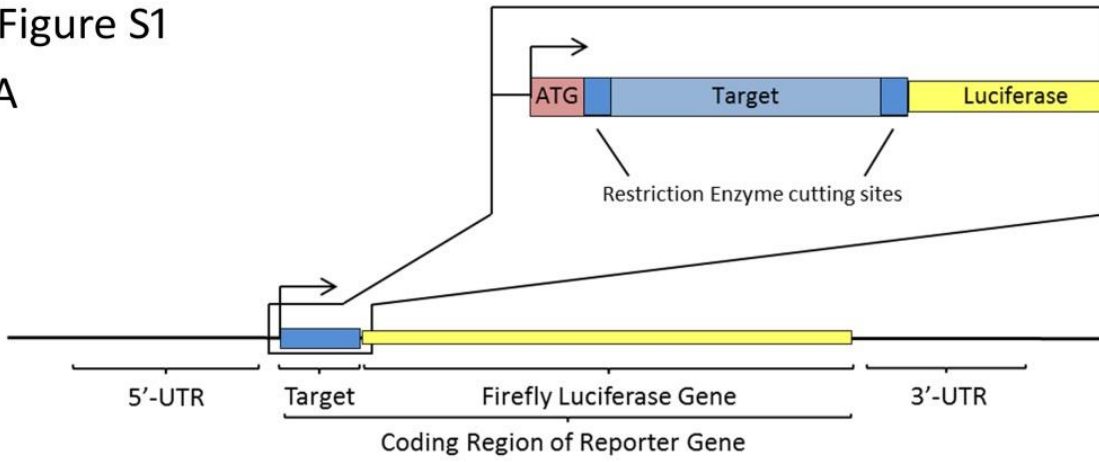 Figure S1
A
ATG Target Luciferase
Restriction Enzyme cutting sites
5’-UTR Target Firefly Luciferase Gene 3’-UTR
Coding Region of Reporter Gene